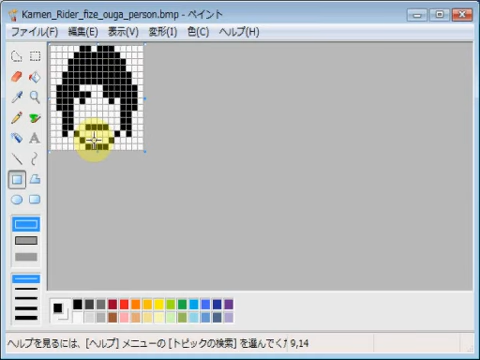 Kamen_Rider_fize_ouga_person.bmp - ペイント
ファイル(F) 編集(E) 表示(V) 変形(I) 色(C) ヘルプ(H)
A
ヘルプを見るには、[ヘルプ] メニューの [トピックの検索] を選んでくだ 9,14